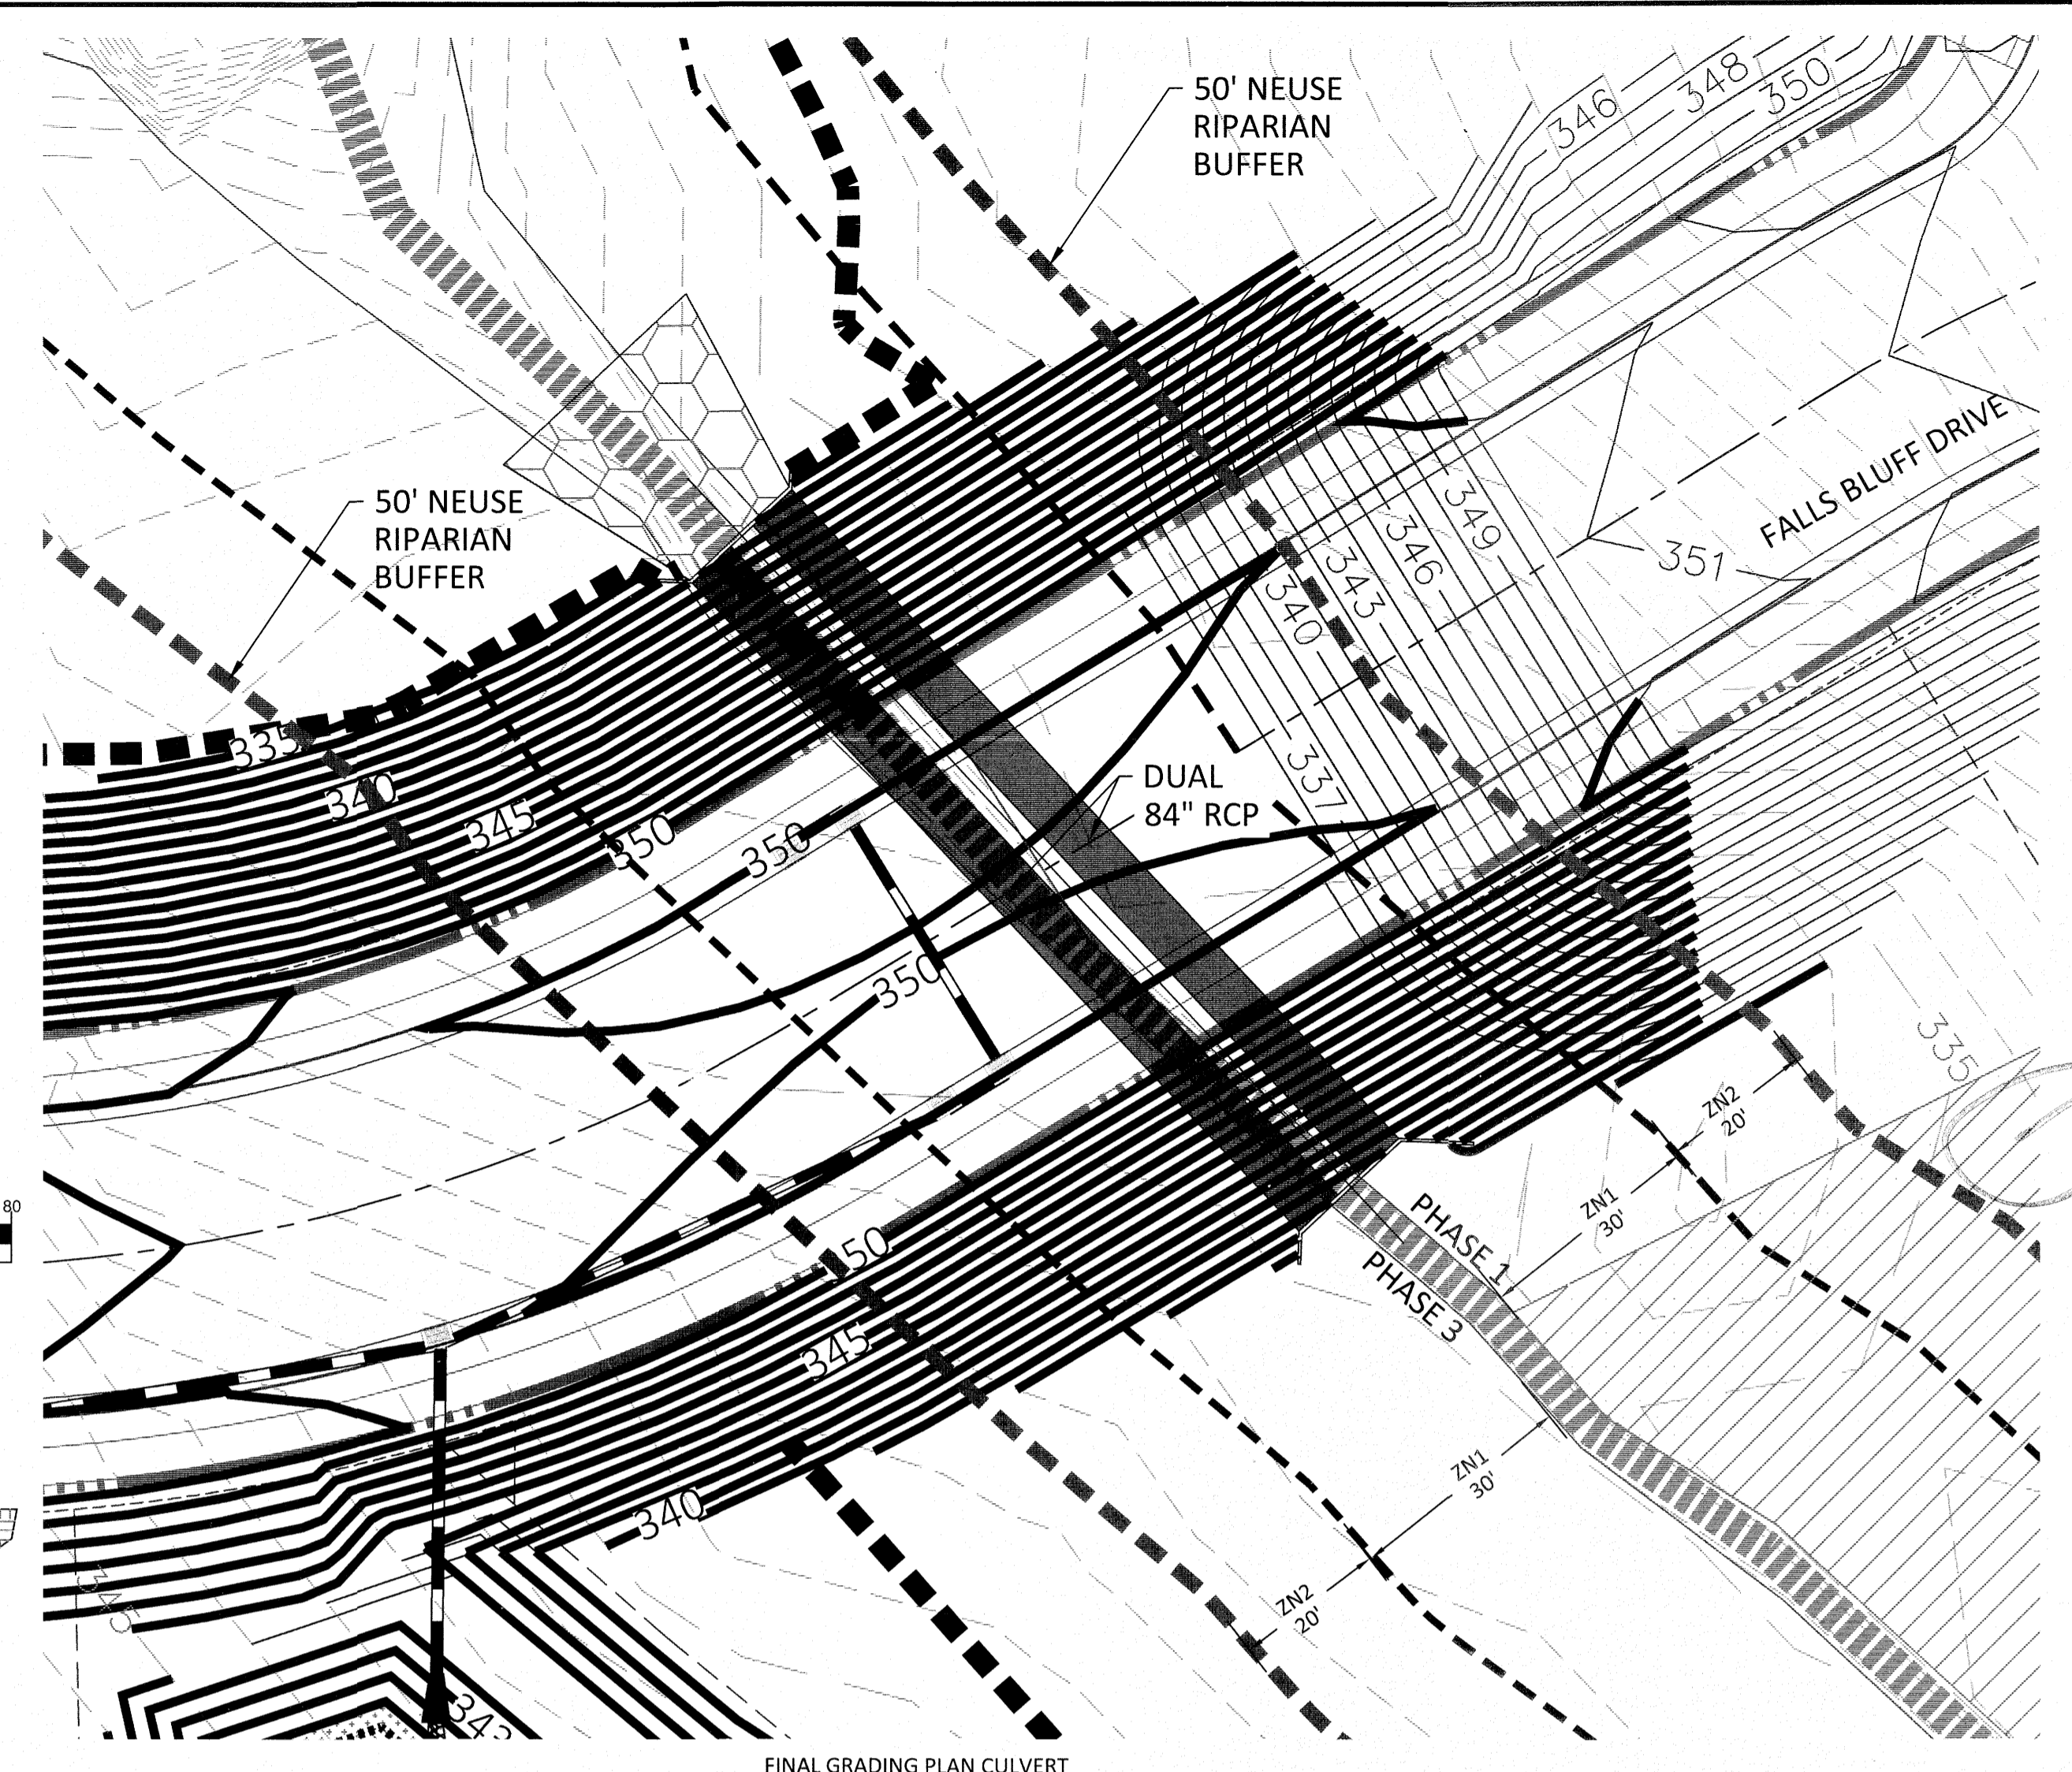 50' NEUSE
RIPARIAN
BUFFER
346
348
350
50' NEUSE
RIPARIAN
BUFFER
FALLS BLUFF DRIVE
349
346
343
340
337
351
335
340
345
350
350
350
DUAL
84" RCP
335
ZN2
20'
ZN1
30'
80
PHASE 1
PHASE 3
350
345
ZN1
30'
ZN2
20'
340
345
FINAL GRADING PLAN CULVERT